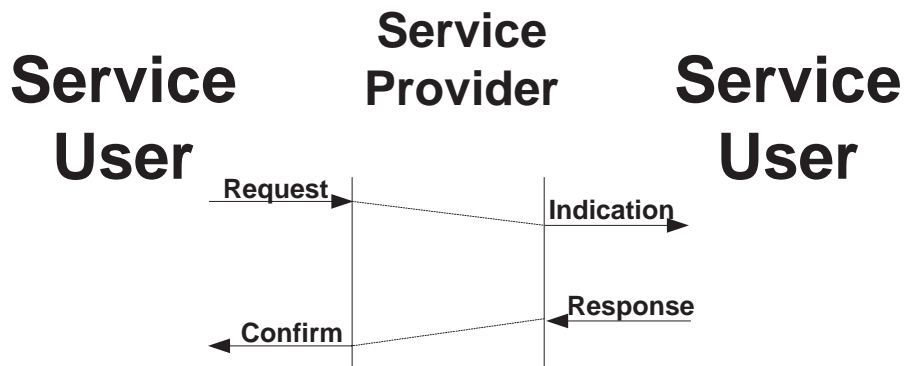 Service
User
Service
Provider
Service
User
Request
Indication
Response
Confirm